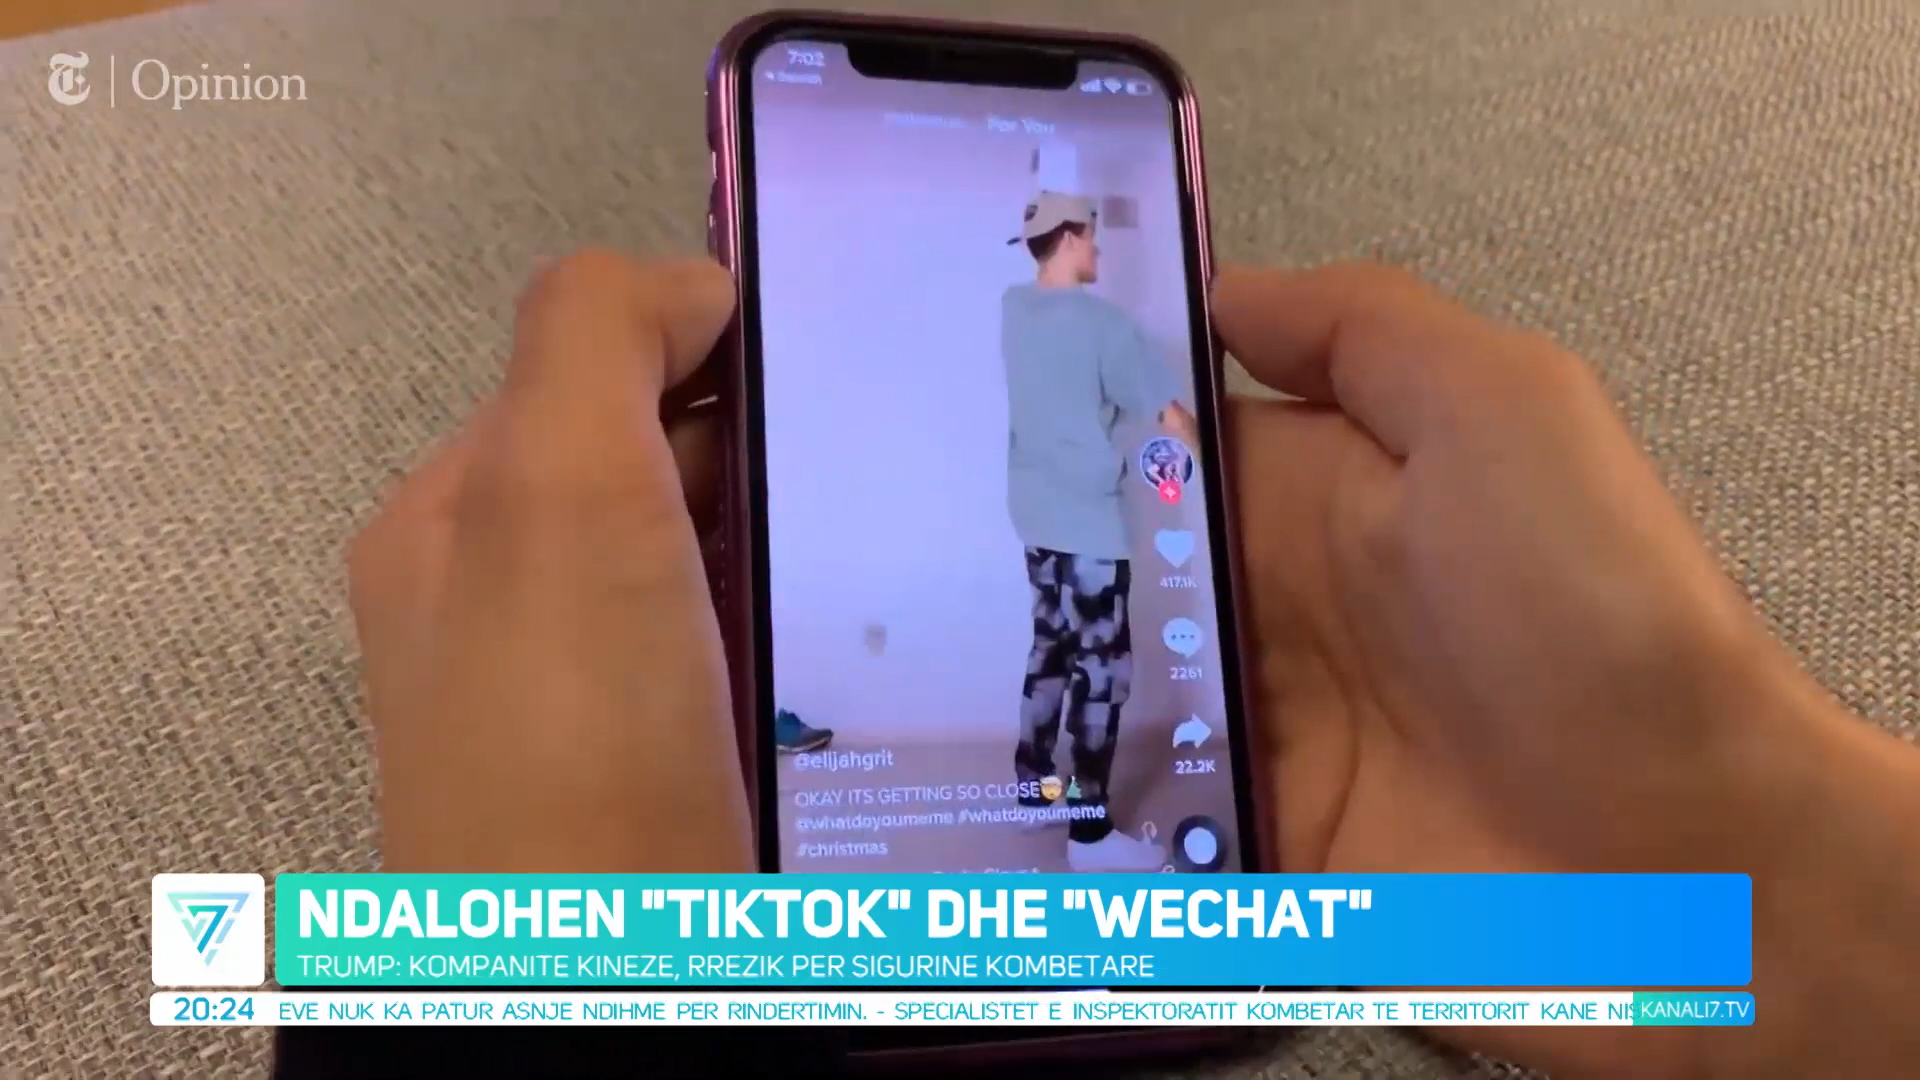 T | Opinion
7:02
For You
417.1K
2261
22.2K
@elijahgrit
OKAY ITS GETTING SO CLOSE🤯🎄
@whatdoyoumeme #whatdoyoumeme
#christmas
NDALOHEN "TIKTOK" DHE "WECHAT"
TRUMP: KOMPANITE KINEZE, RREZIK PER SIGURINE KOMBETARE
20:24 EVE NUK KA PATUR ASNJE NDIHME PER RINDERTIMIN. - SPECIALISTET E INSPEKTORATIT KOMBETAR TE TERRITORIT KANE NIS KANALI7.TV